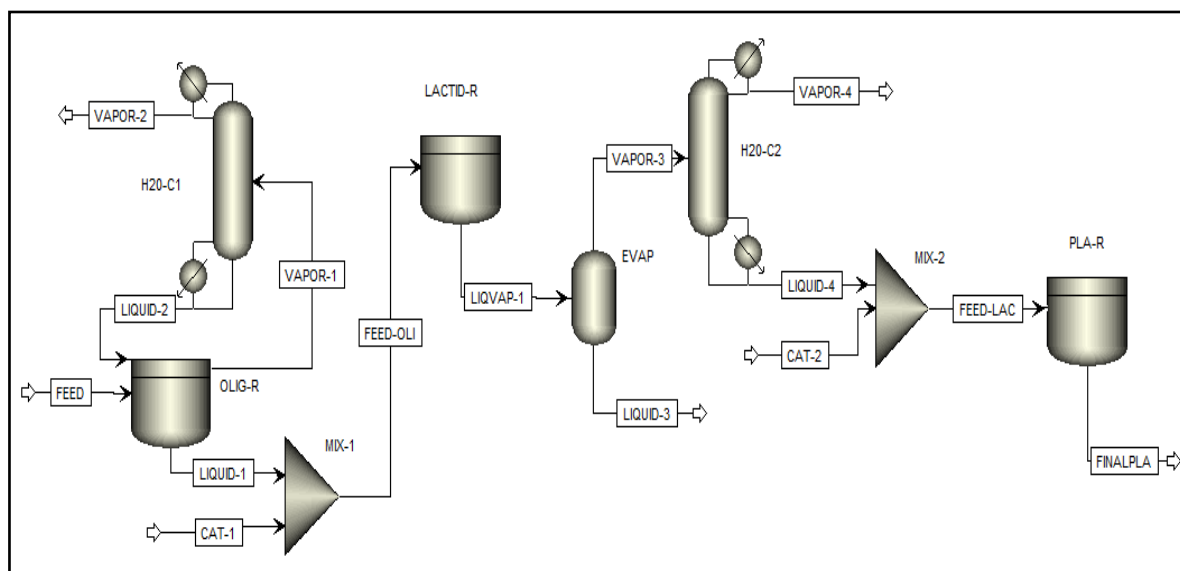 VAPOR-2
H20-C1
LIQUID-2
VAPOR-1
FEED
OLIG-R
LIQUID-1
CAT-1
MIX-1
FEED-OLI
LACTID-R
LIQVAP-1
VAPOR-3
EVAP
LIQUID-3
VAPOR-4
H20-C2
LIQUID-4
CAT-2
MIX-2
FEED-LAC
PLA-R
FINALPLA